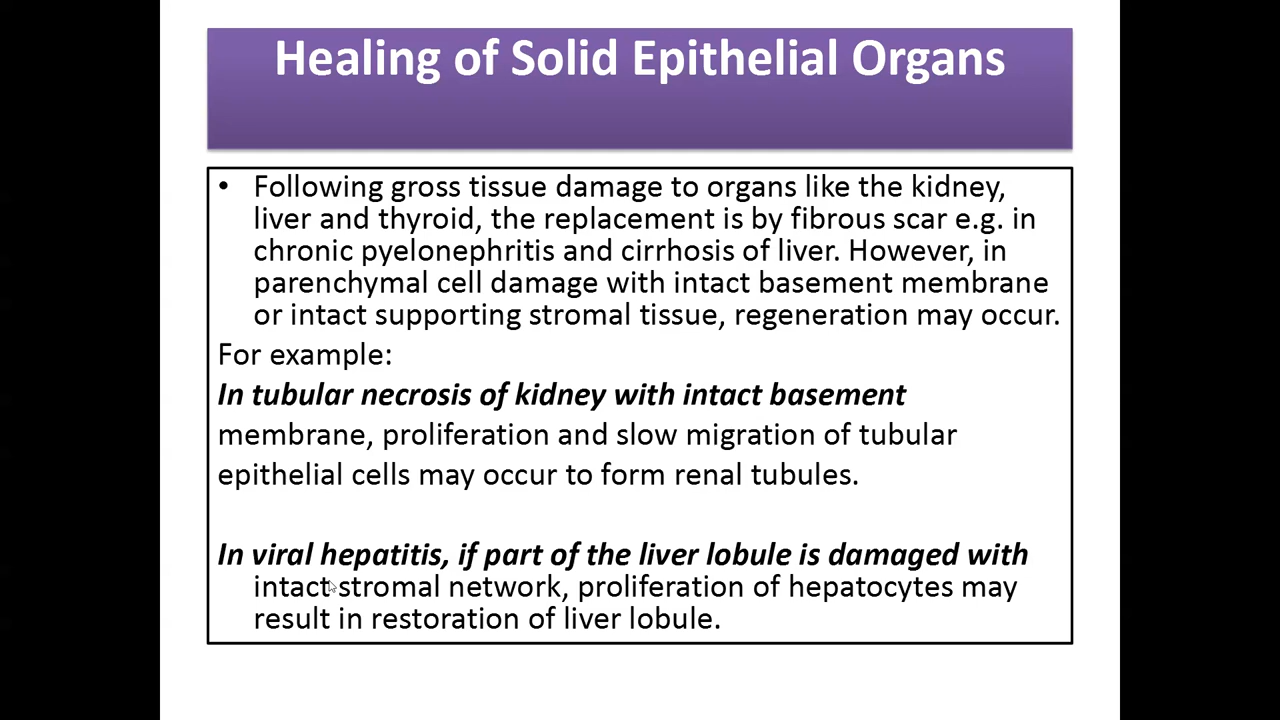 Healing of Solid Epithelial Organs
• Following gross tissue damage to organs like the kidney,
liver and thyroid, the replacement is by fibrous scar e.g. in
chronic pyelonephritis and cirrhosis of liver. However, in
parenchymal cell damage with intact basement membrane
or intact supporting stromal tissue, regeneration may occur.
For example:
In tubular necrosis of kidney with intact basement
membrane, proliferation and slow migration of tubular
epithelial cells may occur to form renal tubules.
In viral hepatitis, if part of the liver lobule is damaged with
intact stromal network, proliferation of hepatocytes may
result in restoration of liver lobule.